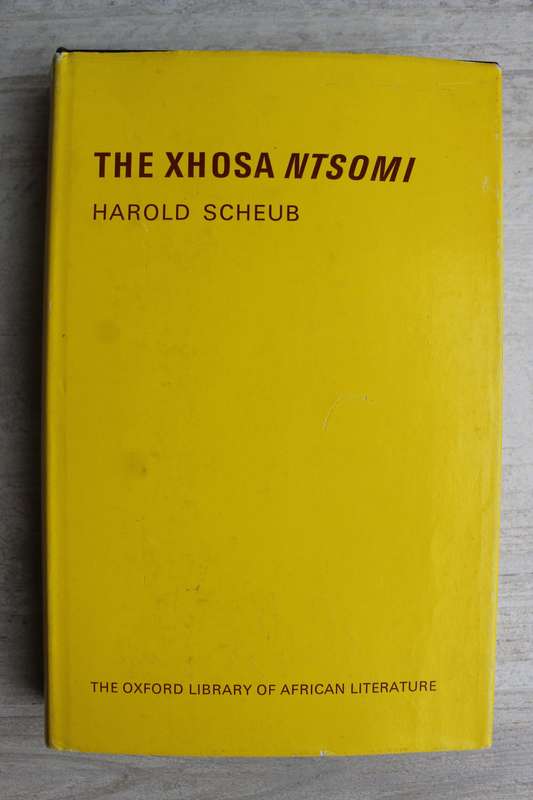 THE XHOSA NTSOMI
HAROLD SCHEUB
THE OXFORD LIBRARY OF AFRICAN LITERATURE